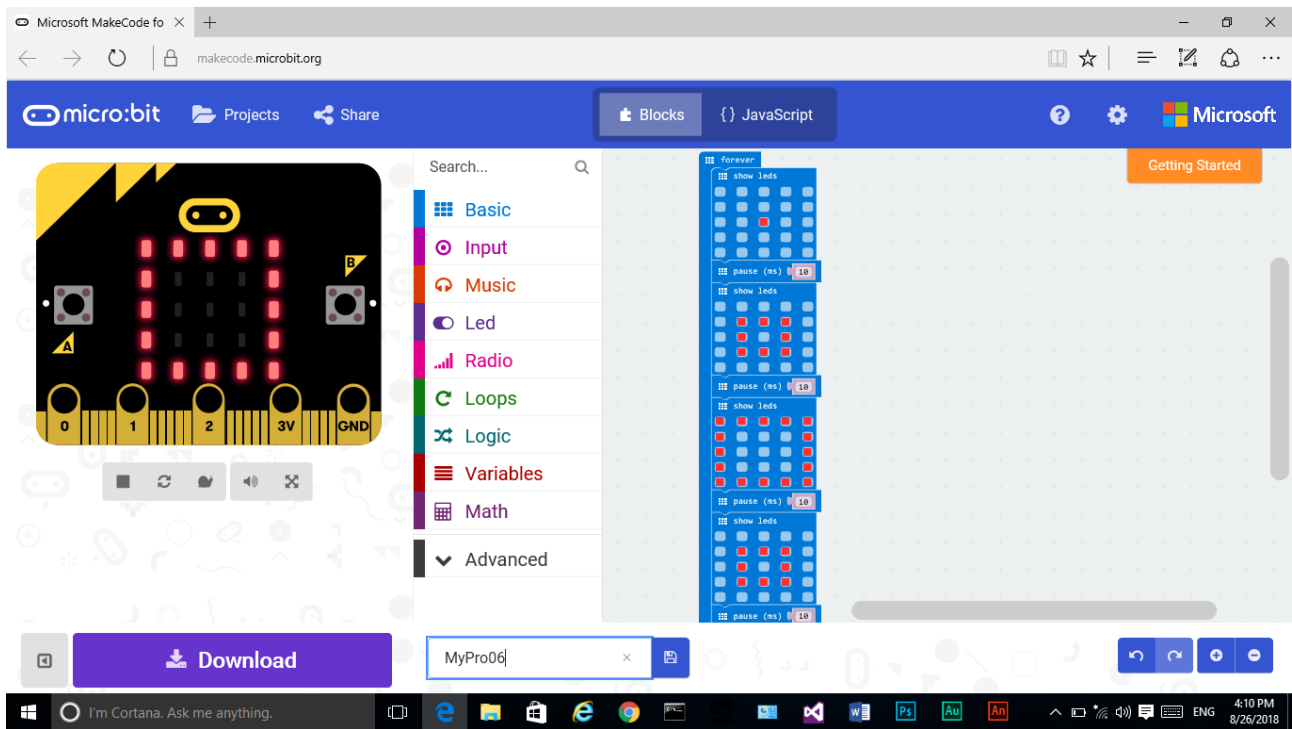 Microsoft MakeCode fo
makecode.microbit.org
micro:bit
Projects
Share
Blocks
{} JavaScript
Microsoft
Search...
Getting Started
Basic
Input
Music
Led
Radio
Loops
Logic
Variables
Math
Advanced
B
A
0 1 2 3V GND
forever
show leds
pause (ms) 10
show leds
pause (ms) 10
show leds
pause (ms) 10
show leds
pause (ms) 10
Download
MyPro06
I'm Cortana. Ask me anything.
Ps
Au
An
ENG
4:10 PM
8/26/2018